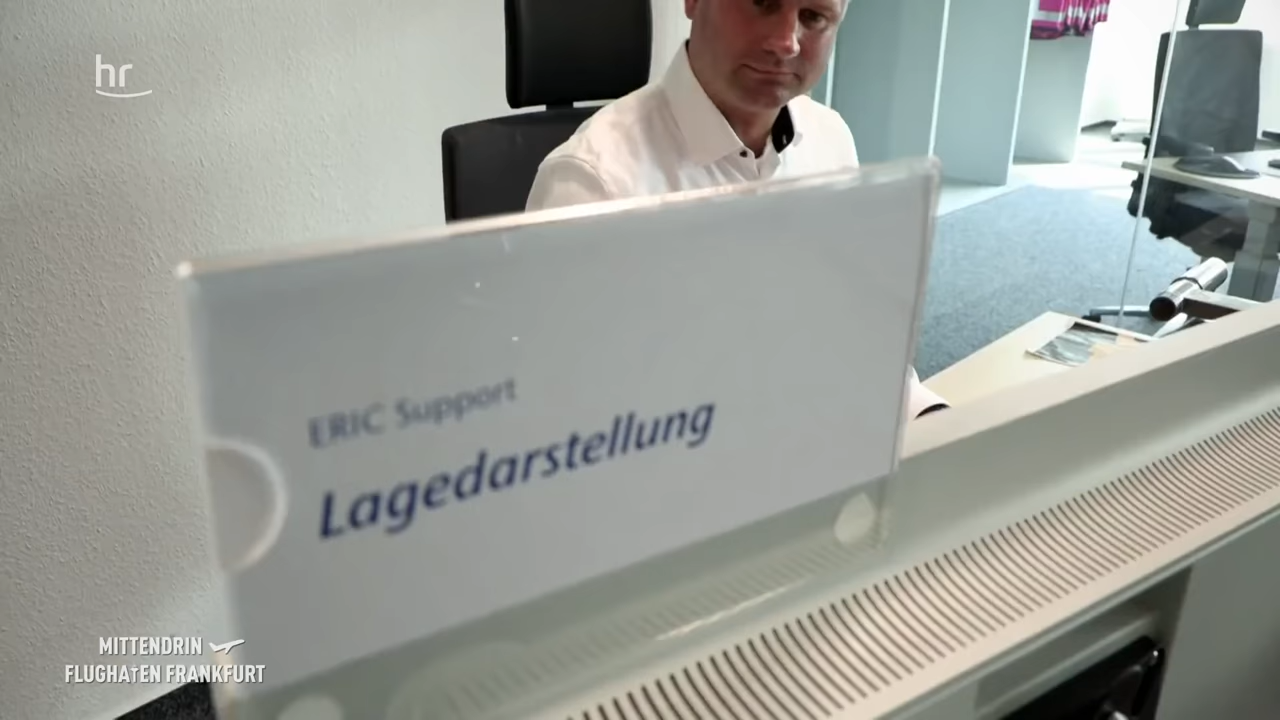 hr
ERIC Support
Lagedarstellung
MITTENDRIN
FLUGHAFEN FRANKFURT